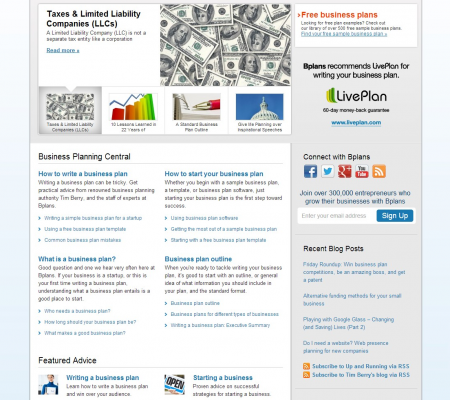 Taxes & Limited Liability
Companies (LLCs)
A Limited Liability Company (LLC) is not a
separate tax entity like a corporation
Read more »
Taxes & Limited Liability
Companies (LLCs)
10 Lessons Learned in
22 Years of
A Standard Business
Plan Outline
Give Me Planning over
Inspirational Speeches
Free business plans
Looking for free plan examples? Check out
our library of over 500 free sample business plans.
Find your free sample business plan »
Bplans recommends LivePlan for
writing your business plan.
LivePlan
60-day money-back guarantee
www.liveplan.com
Business Planning Central
How to write a business plan
Writing a business plan can be tricky. Get
practical advice from renowned business planning
authority Tim Berry, and the staff of experts at
Bplans.
Writing a simple business plan for a startup
Using a free business plan template
Common business plan mistakes
How to start your business plan
Whether you begin with a sample business plan,
a template, or business plan software, just
starting your business plan is the first step toward
success.
Using business plan software
Getting the most out of a sample business plan
Starting with a free business plan template
What is a business plan?
Good question and one we hear very often here at
Bplans. If your business is a startup, or this is
your first time writing a business plan,
understanding what a business plan entails is a
good place to start.
Who needs a business plan?
How long should your business plan be?
What makes a good business plan?
Business plan outline
When you're ready to tackle writing your business
plan, it's good to start with an outline, or general
idea of what information you should include in
your plan, and the standard format.
Business plan outline
Business plans for different types of businesses
Writing a business plan: Executive Summary
Featured Advice
Writing a business plan
Learn how to write a business
plan and win over your audience.
OPEN
Starting a business
Proven advice on successful
strategies for starting a business.
Connect with Bplans
You
Tube
Join over 300,000 entrepreneurs who
grow their businesses with Bplans
Enter your email address
Sign Up
Recent Blog Posts
Friday Roundup: Win business plan
competitions, be an amazing boss, and get
a patent
Alternative funding methods for your small
business
Playing with Google Glass – Changing
(and Saving) Lives (Part 2)
Do I need a website? Web presence
planning for new companies
Subscribe to Up and Running via RSS
Subscribe to Tim Berry's blog via RSS